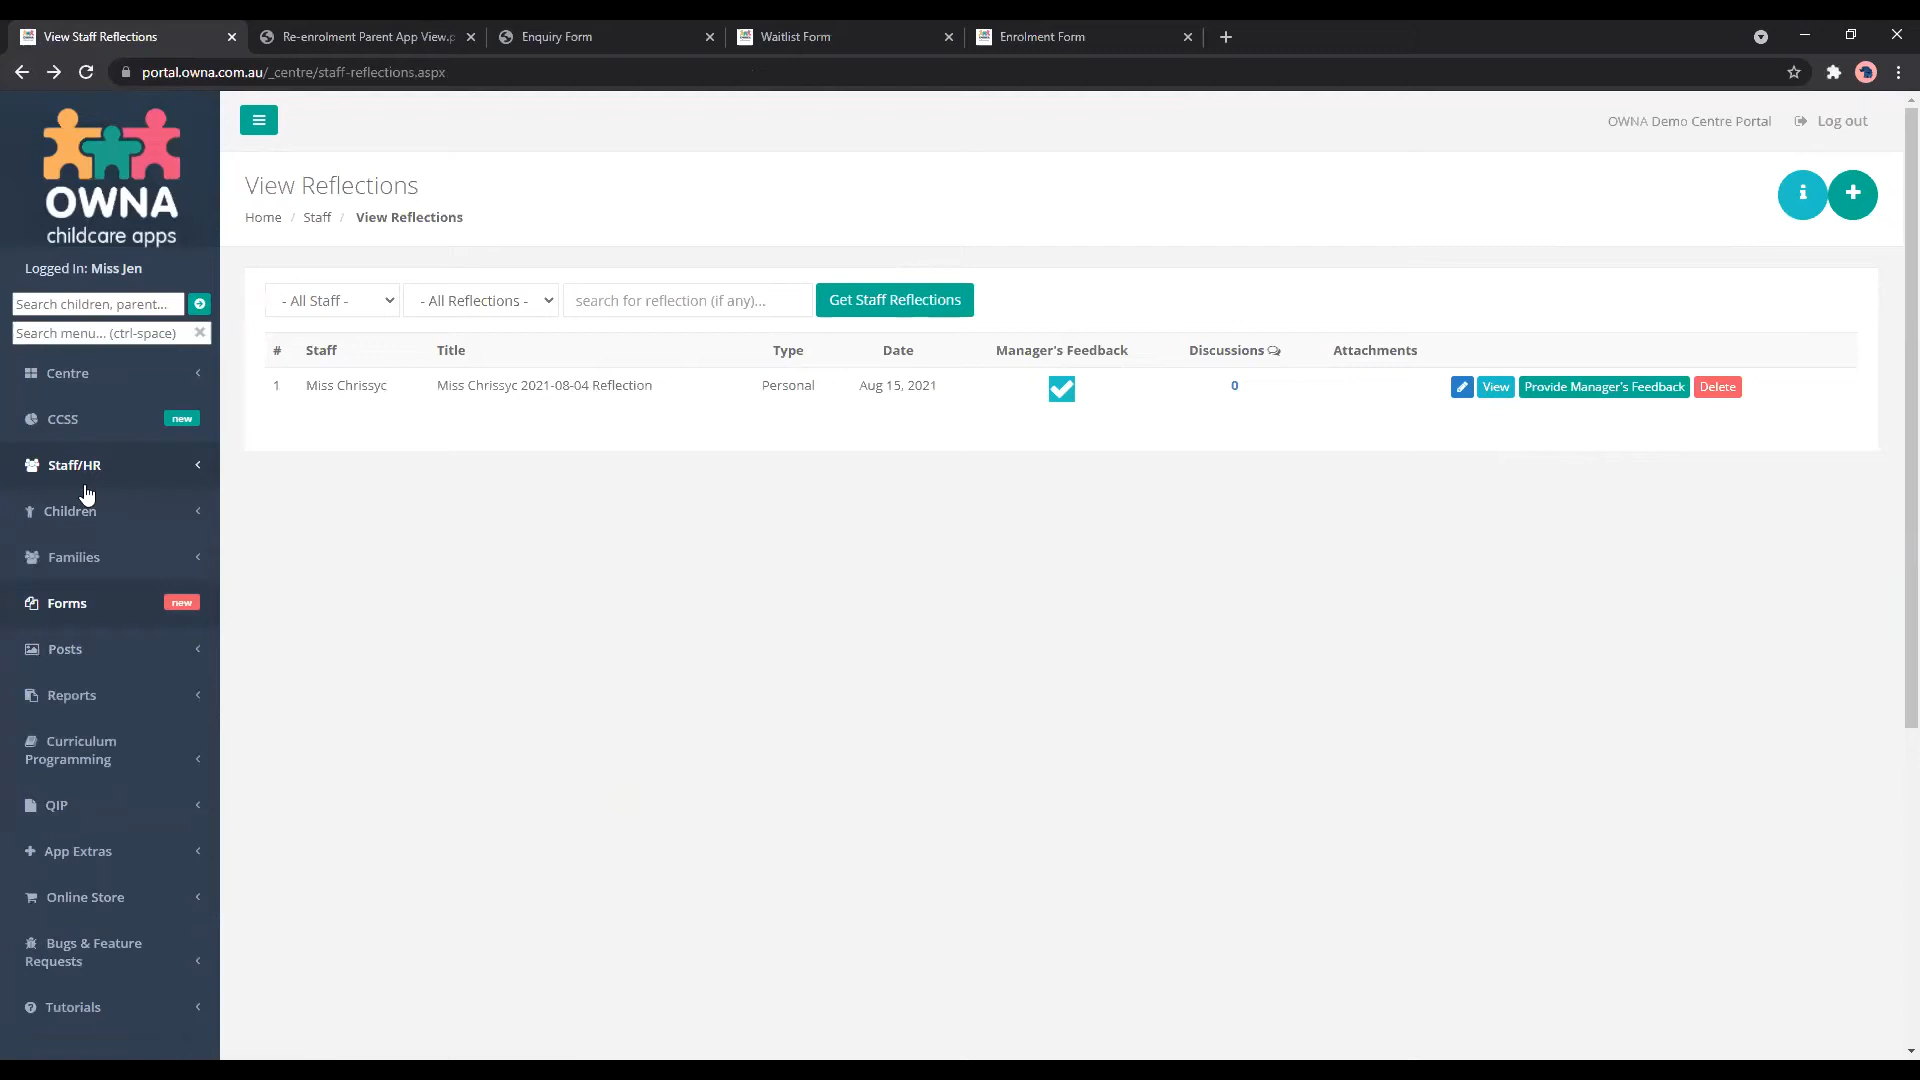 View Staff Reflections
Re-enrolment Parent App View.p
Enquiry Form
Waitlist Form
Enrolment Form
portal.owna.com.au/_centre/staff-reflections.aspx
OWNA
childcare apps
Logged In: Miss Jen
Search children, parent...
Search menu... (ctrl-space)
Centre
CCSS new
Staff/HR
Children
Families
Forms new
Posts
Reports
Curriculum
Programming
QIP
App Extras
Online Store
Bugs & Feature
Requests
Tutorials
OWNA Demo Centre Portal Log out
View Reflections
Home / Staff / View Reflections
- All Staff - - All Reflections - search for reflection (if any)... Get Staff Reflections
# Staff Title Type Date Manager's Feedback Discussions Attachments
1 Miss Chrissyc Miss Chrissyc 2021-08-04 Reflection Personal Aug 15, 2021 0 View Provide Manager's Feedback Delete